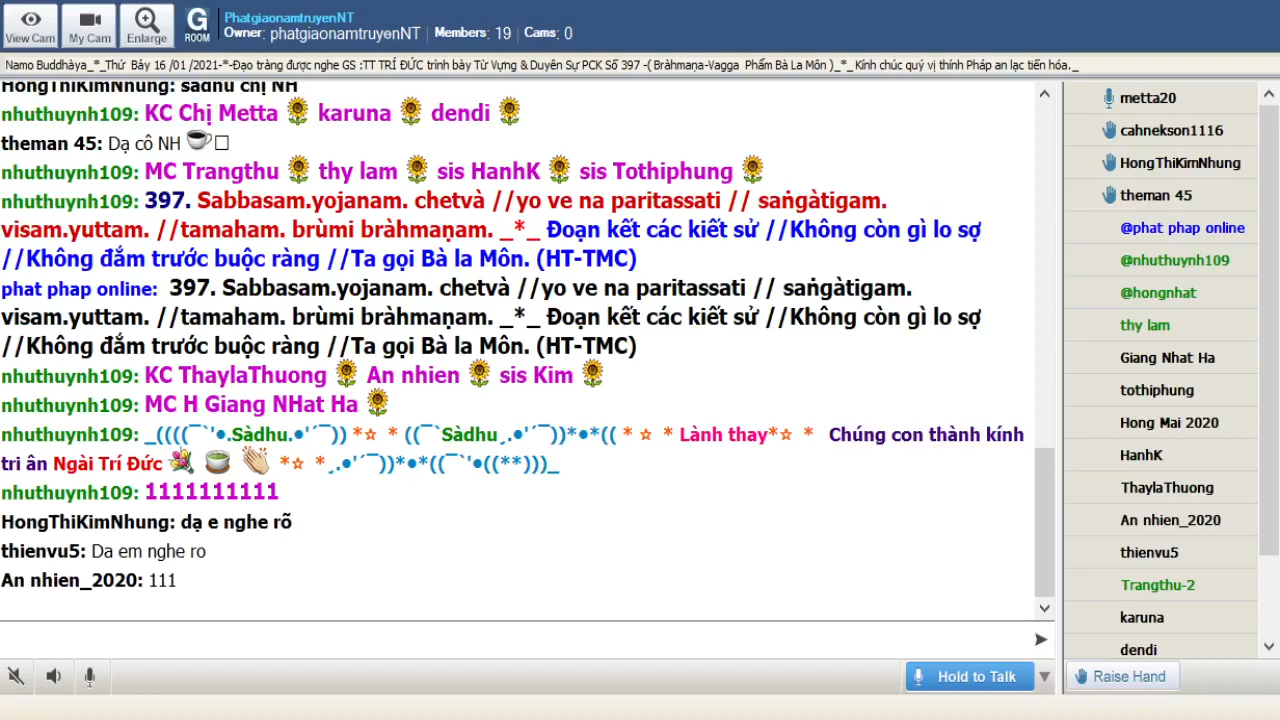 View Cam
My Cam
Enlarge
G
ROOM
PhatgiaonamtruyenNT
Owner: phatgiaonamtruyenNT | Members: 19 | Cams: 0
Namo Buddhàya_*_Thứ Bảy 16 /01 /2021-*-Đạo tràng được nghe GS :TT TRÍ ĐỨC trình bày Từ Vựng & Duyên Sự PCK Số 397 -( Bràhmaṇa-Vagga Phẩm Bà La Môn )_*_ Kính chúc quý vị thính Pháp an lạc tiến hóa._
HongThiKimNhung: sadhu chị NH
nhuthuynh109: KC Chị Metta 🌻 karuna 🌻 dendi 🌻
theman 45: Dạ cô NH ☕□
nhuthuynh109: MC Trangthu 🌻 thy lam 🌻 sis HanhK 🌻 sis Tothiphung 🌻
nhuthuynh109: 397. Sabbasam.yojanam. chetvà //yo ve na paritassati // saṅgàtigam.
visam.yuttam. //tamaham. brùmi bràhmaṇam. _*_ Đoạn kết các kiết sử //Không còn gì lo sợ
//Không đắm trước buộc ràng //Ta gọi Bà la Môn. (HT-TMC)
phat phap online: 397. Sabbasam.yojanam. chetvà //yo ve na paritassati // saṅgàtigam.
visam.yuttam. //tamaham. brùmi bràhmaṇam. _*_ Đoạn kết các kiết sử //Không còn gì lo sợ
//Không đắm trước buộc ràng //Ta gọi Bà la Môn. (HT-TMC)
nhuthuynh109: KC ThaylaThuong 🌻 An nhien 🌻 sis Kim 🌻
nhuthuynh109: MC H Giang NHat Ha 🌻
nhuthuynh109: _((((¯`'•.Sàdhu.•'´¯)) *☆ * ((¯`Sàdhu¸.•'´¯))*•*(( * ☆ * Lành thay*☆ * Chúng con thành kính
tri ân Ngài Trí Đức 💐 🍵 👏 *☆ *¸.•'´¯))*•*((¯`'•((**)))_
nhuthuynh109: 1111111111
HongThiKimNhung: dạ e nghe rõ
thienvu5: Da em nghe ro
An nhien_2020: 111
metta20
cahnekson1116
HongThiKimNhung
theman 45
@phat phap online
@nhuthuynh109
@hongnhat
thy lam
Giang Nhat Ha
tothiphung
Hong Mai 2020
HanhK
ThaylaThuong
An nhien_2020
thienvu5
Trangthu-2
karuna
dendi
Hold to Talk
Raise Hand